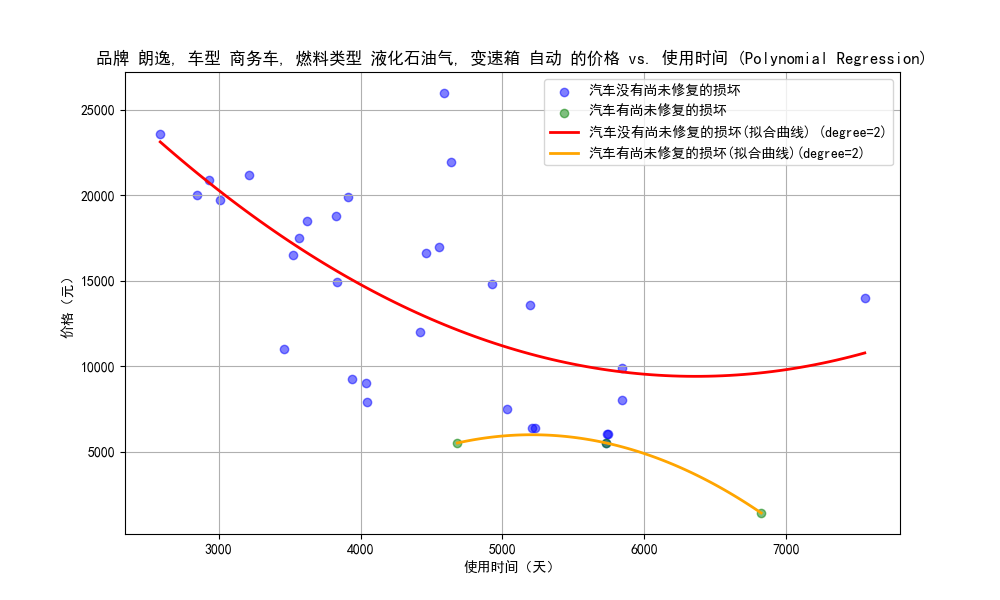 品牌 朗逸, 车型 商务车, 燃料类型 液化石油气, 变速箱 自动 的价格 vs. 使用时间 (Polynomial Regression)
汽车没有尚未修复的损坏
汽车有尚未修复的损坏
汽车没有尚未修复的损坏(拟合曲线) (degree=2)
汽车有尚未修复的损坏(拟合曲线)(degree=2)
25000
20000
15000
10000
5000
价格（元）
3000 4000 5000 6000 7000
使用时间（天）